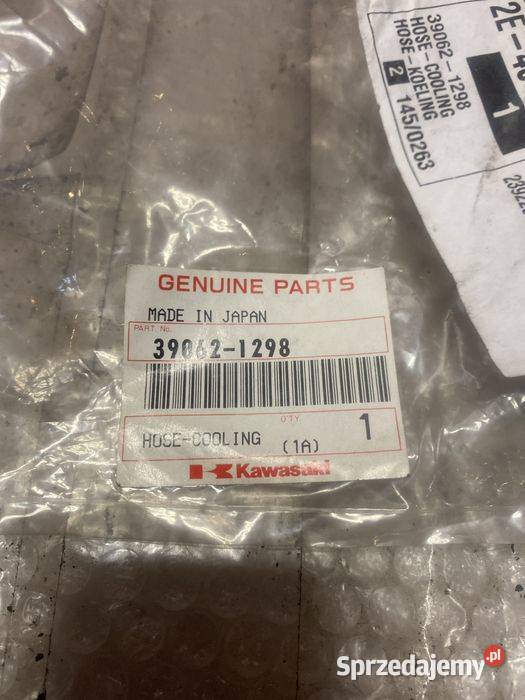 39062-1298
HOSE-COOLING
HOSE-KOELING
2 145/0263
1
GENUINE PARTS
MADE IN JAPAN
PART. No.
39062-1298
HOSE-COOLING
Q'TY
(1A)
1
Kawasaki
Sprzedajemy.pl